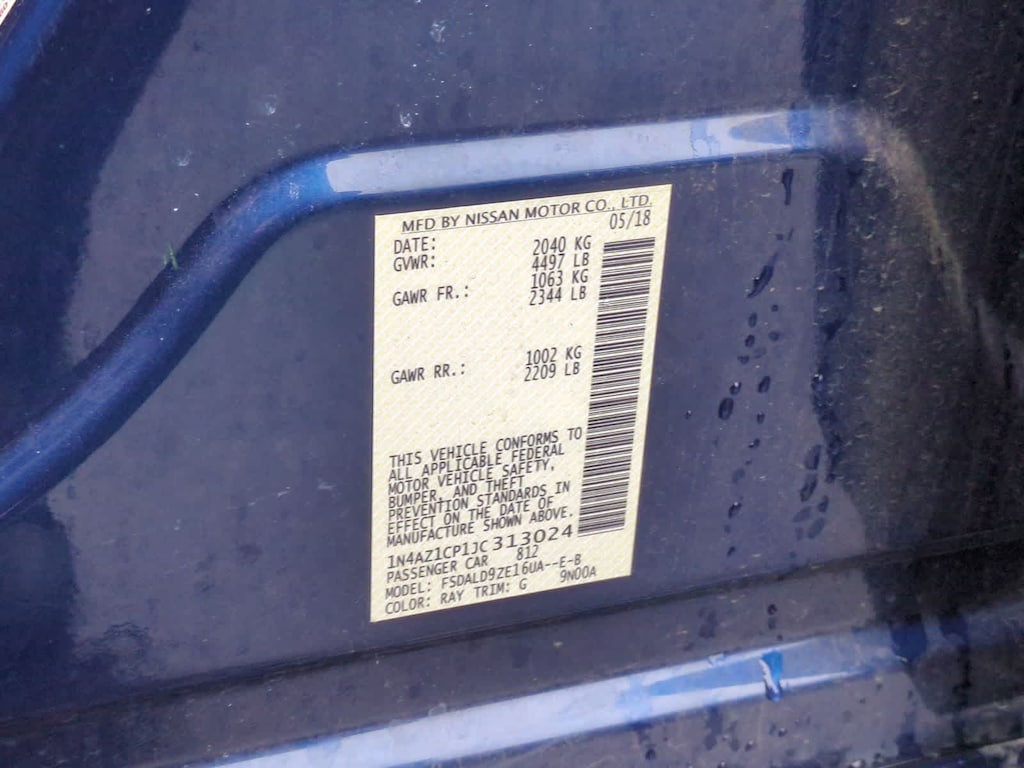 MFD BY NISSAN MOTOR CO., LTD.
DATE: 05/18
GVWR: 2040 KG
4497 LB
GAWR FR.: 1063 KG
2344 LB
GAWR RR.: 1002 KG
2209 LB
THIS VEHICLE CONFORMS TO
ALL APPLICABLE FEDERAL
MOTOR VEHICLE SAFETY,
BUMPER, AND THEFT
PREVENTION STANDARDS IN
EFFECT ON THE DATE OF
MANUFACTURE SHOWN ABOVE.
1N4AZ1CP1JC313024
PASSENGER CAR 812
MODEL: FSDALD9ZE16UA--E-B
COLOR: RAY TRIM: G 9N00A